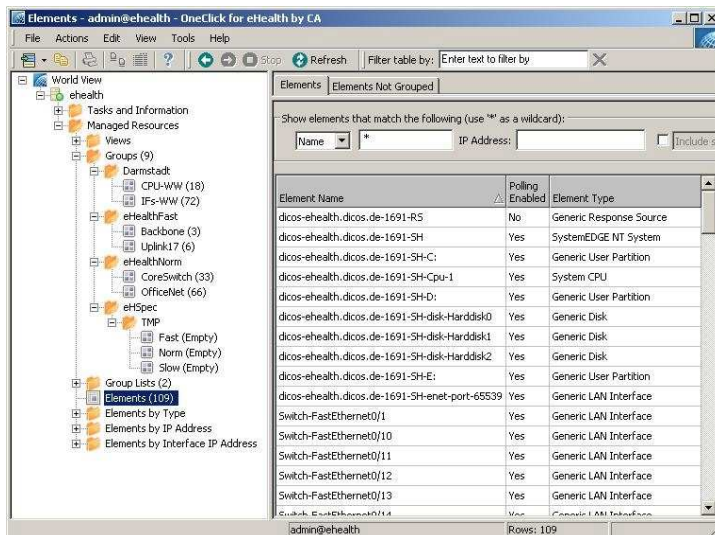 Elements - admin@ehealth - OneClick for eHealth by CA
File Actions Edit View Tools Help
Stop Refresh Filter table by: Enter text to filter by
World View
ehealth
Tasks and Information
Managed Resources
Views
Groups (9)
Darmstadt
CPU-WW (18)
IFs-WW (72)
eHealthFast
Backbone (3)
Uplink17 (6)
eHealthNorm
CoreSwitch (33)
OfficeNet (66)
eHSpec
TMP
Fast (Empty)
Norm (Empty)
Slow (Empty)
Group Lists (2)
Elements (109)
Elements by Type
Elements by IP Address
Elements by Interface IP Address
Elements Elements Not Grouped
Show elements that match the following (use '*' as a wildcard):
Name * IP Address: Include s
Element Name Polling Enabled Element Type
dicos-ehealth.dicos.de-1691-RS No Generic Response Source
dicos-ehealth.dicos.de-1691-SH Yes SystemEDGE NT System
dicos-ehealth.dicos.de-1691-SH-C: Yes Generic User Partition
dicos-ehealth.dicos.de-1691-SH-Cpu-1 Yes System CPU
dicos-ehealth.dicos.de-1691-SH-D: Yes Generic User Partition
dicos-ehealth.dicos.de-1691-SH-disk-Harddisk0 Yes Generic Disk
dicos-ehealth.dicos.de-1691-SH-disk-Harddisk1 Yes Generic Disk
dicos-ehealth.dicos.de-1691-SH-disk-Harddisk2 Yes Generic Disk
dicos-ehealth.dicos.de-1691-SH-E: Yes Generic User Partition
dicos-ehealth.dicos.de-1691-SH-enet-port-65539 Yes Generic LAN Interface
Switch-FastEthernet0/1 Yes Generic LAN Interface
Switch-FastEthernet0/10 Yes Generic LAN Interface
Switch-FastEthernet0/11 Yes Generic LAN Interface
Switch-FastEthernet0/12 Yes Generic LAN Interface
Switch-FastEthernet0/13 Yes Generic LAN Interface
Switch-FastEthernet0/14 Yes Generic LAN Interface
admin@ehealth Rows: 109